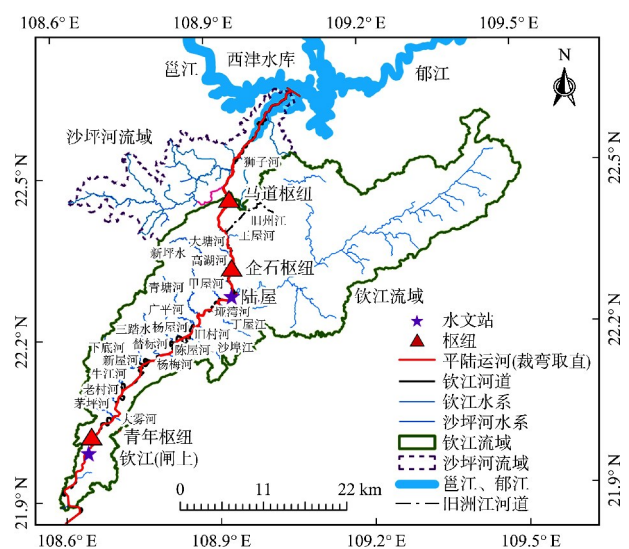 108.6° E 108.9° E 109.2° E 109.5° E
邕江
西津水库
郁江
N
沙坪河流域
狮子河
22.5° N
22.5° N
马道枢纽
旧州江
大塘河
王屋河
新坪水
高湖河
企石枢纽
青塘河
甲屋河
陆屋
钦江流域
广平河
坜湾河
丁屋江
三踏水
杨屋河
旧村河
替标河
下底河
陈屋河
沙埠江
22.2° N
22.2° N
新屋河
杨梅河
牛江河
老村河
茅坪河
大雾河
青年枢纽
钦江(闸上)
水文站
枢纽
平陆运河(裁弯取直)
钦江河道
钦江水系
沙坪河水系
钦江流域
沙坪河流域
邕江、郁江
旧洲江河道
0 11 22 km
21.9° N
21.9° N
108.6° E 108.9° E 109.2° E 109.5° E